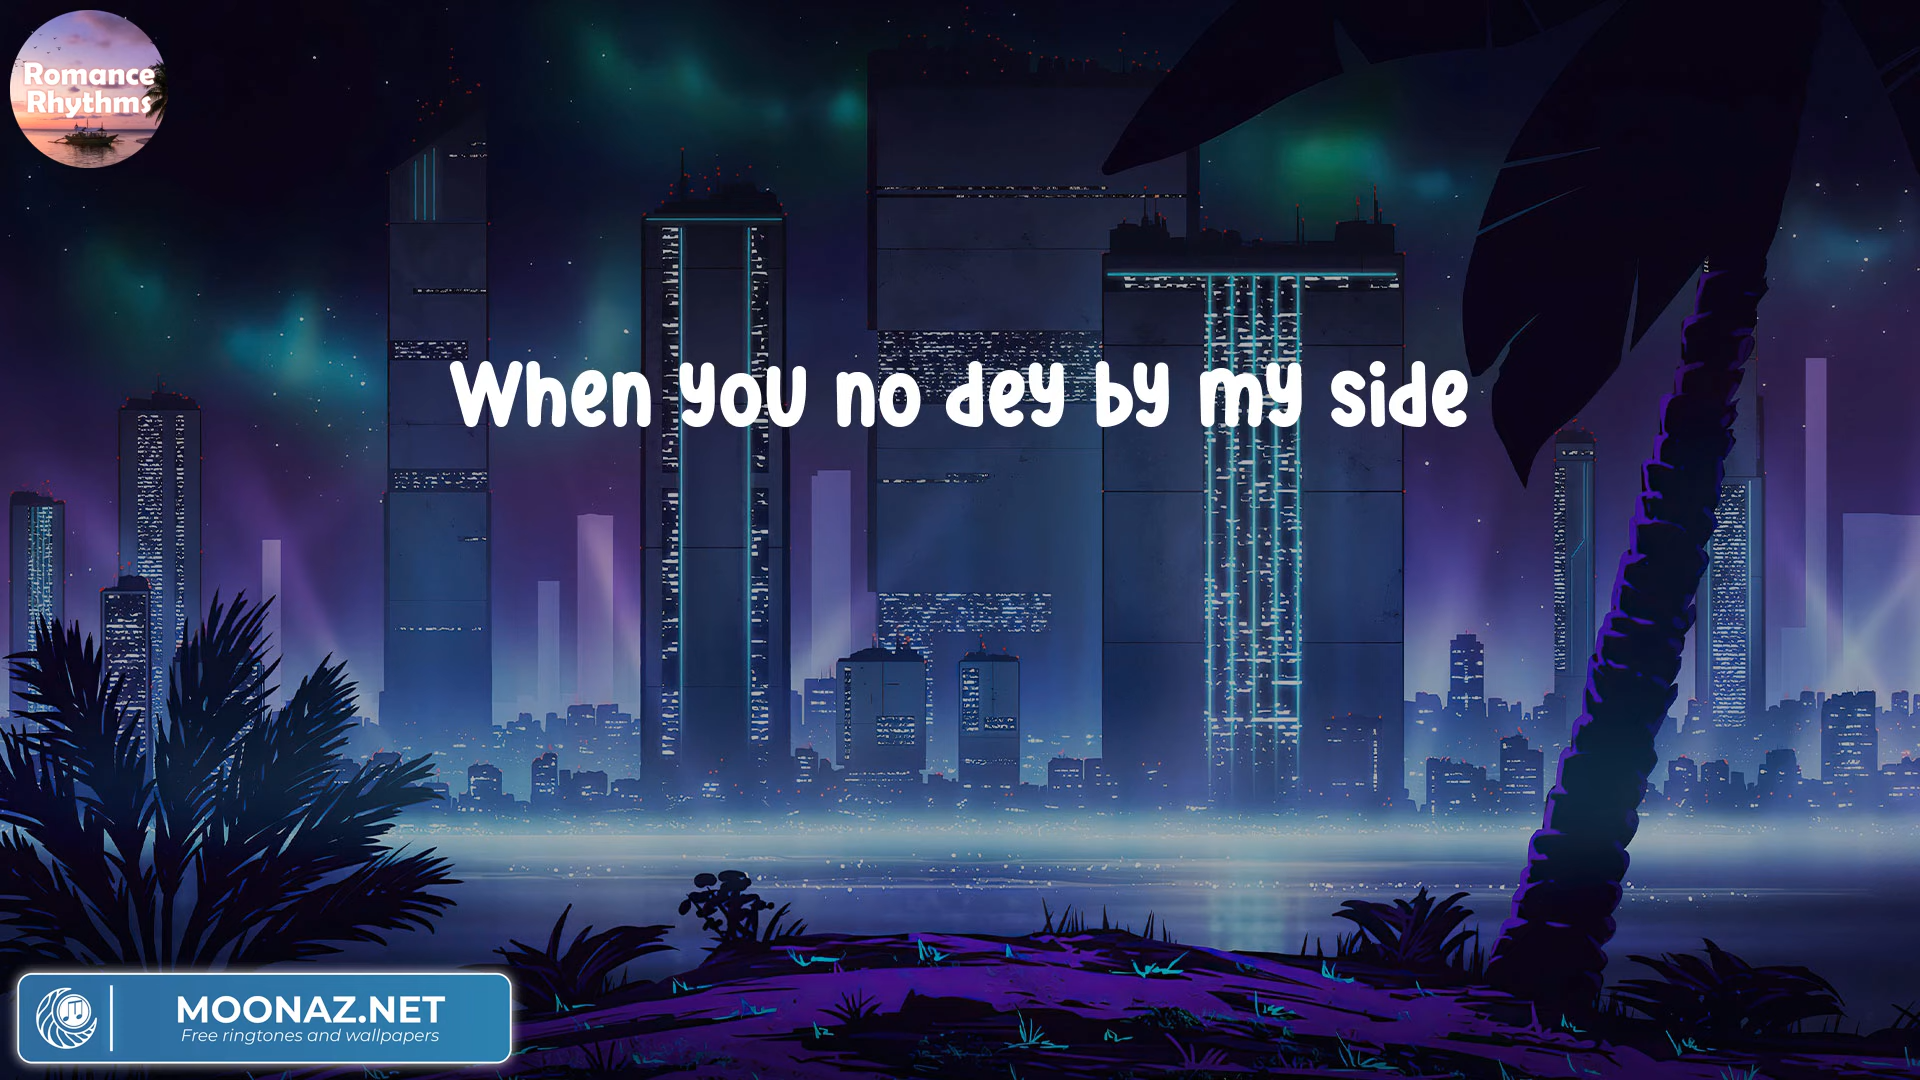 Romance
Rhythms
When you no dey by my side
MOONAZ.NET
Free ringtones and wallpapers